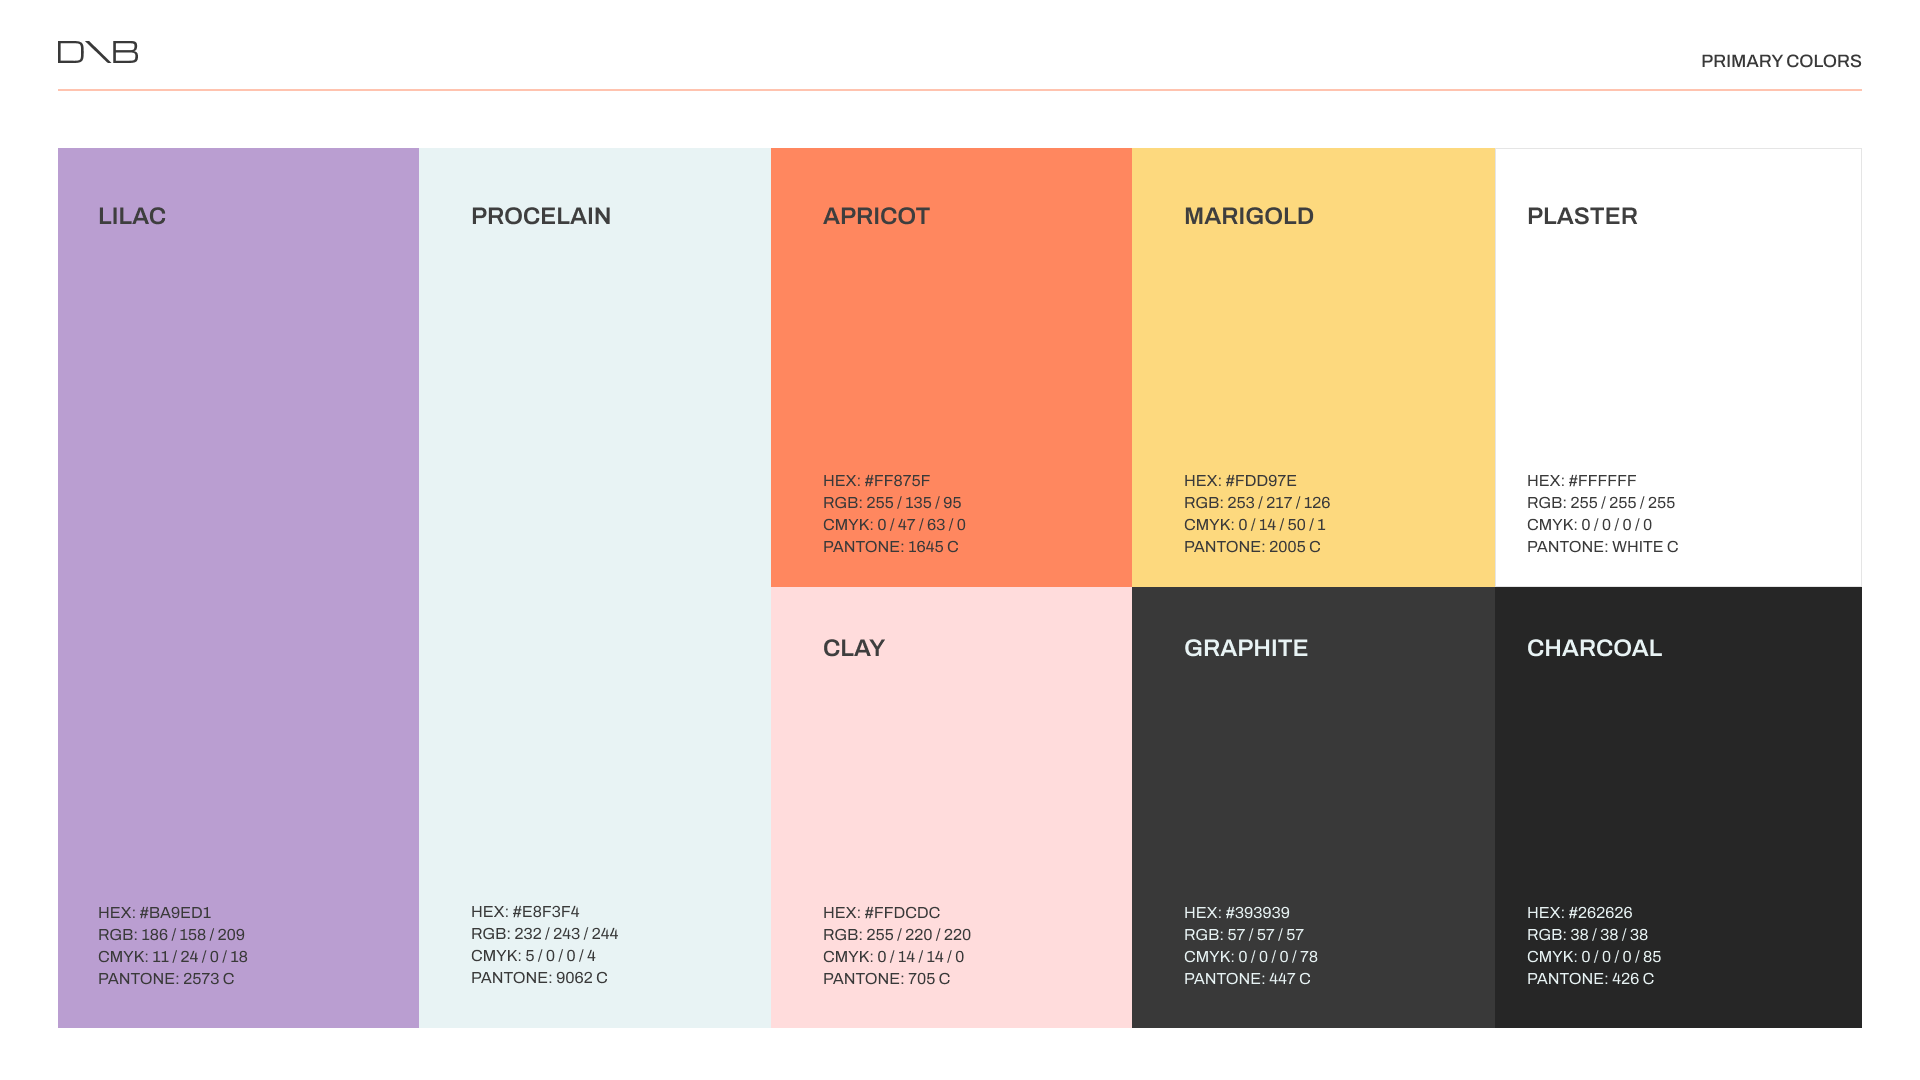 D\B
PRIMARY COLORS
LILAC
HEX: #BA9ED1
RGB: 186 / 158 / 209
CMYK: 11 / 24 / 0 / 18
PANTONE: 2573 C
PROCELAIN
HEX: #E8F3F4
RGB: 232 / 243 / 244
CMYK: 5 / 0 / 0 / 4
PANTONE: 9062 C
APRICOT
HEX: #FF875F
RGB: 255 / 135 / 95
CMYK: 0 / 47 / 63 / 0
PANTONE: 1645 C
MARIGOLD
HEX: #FDD97E
RGB: 253 / 217 / 126
CMYK: 0 / 14 / 50 / 1
PANTONE: 2005 C
PLASTER
HEX: #FFFFFF
RGB: 255 / 255 / 255
CMYK: 0 / 0 / 0 / 0
PANTONE: WHITE C
CLAY
HEX: #FFDCDC
RGB: 255 / 220 / 220
CMYK: 0 / 14 / 14 / 0
PANTONE: 705 C
GRAPHITE
HEX: #393939
RGB: 57 / 57 / 57
CMYK: 0 / 0 / 0 / 78
PANTONE: 447 C
CHARCOAL
HEX: #262626
RGB: 38 / 38 / 38
CMYK: 0 / 0 / 0 / 85
PANTONE: 426 C